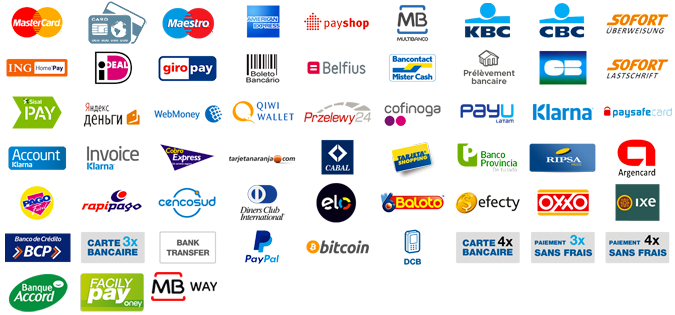 MasterCard
Maestro
AMERICAN
EXPRESS
payshop
MB
MULTIBANCO
KBC
CBC
SOFORT
ÜBERWEISUNG
ING HomePay
iDEAL
giropay
Boleto
Bancário
Belfius
Bancontact
Mister Cash
Prélèvement
bancaire
CB
SOFORT
LASTSCHRIFT
Sisal
PAY
Яндекс
деньги
WebMoney
QIWI
WALLET
Przelewy24
cofinoga
PayU
LATAM
Klarna
paysafecard
Account
Klarna
Invoice
Klarna
Cobro
Express
tarjetanaranja.com
CABAL
TARJETA
SHOPPING
Banco
Provincia
RIPSA
Argencard
PAGO
FACIL
rapipago
cencosud
Diners Club
International
elo
Baloto
efecty
OXXO
ixe
Banco de Crédito
BCP
CARTE 3x
BANCAIRE
BANK
TRANSFER
PayPal
bitcoin
DCB
CARTE 4x
BANCAIRE
PAIEMENT 3x
SANS FRAIS
PAIEMENT 4x
SANS FRAIS
Banque
Accord
FACILY
pay
oney
MB WAY